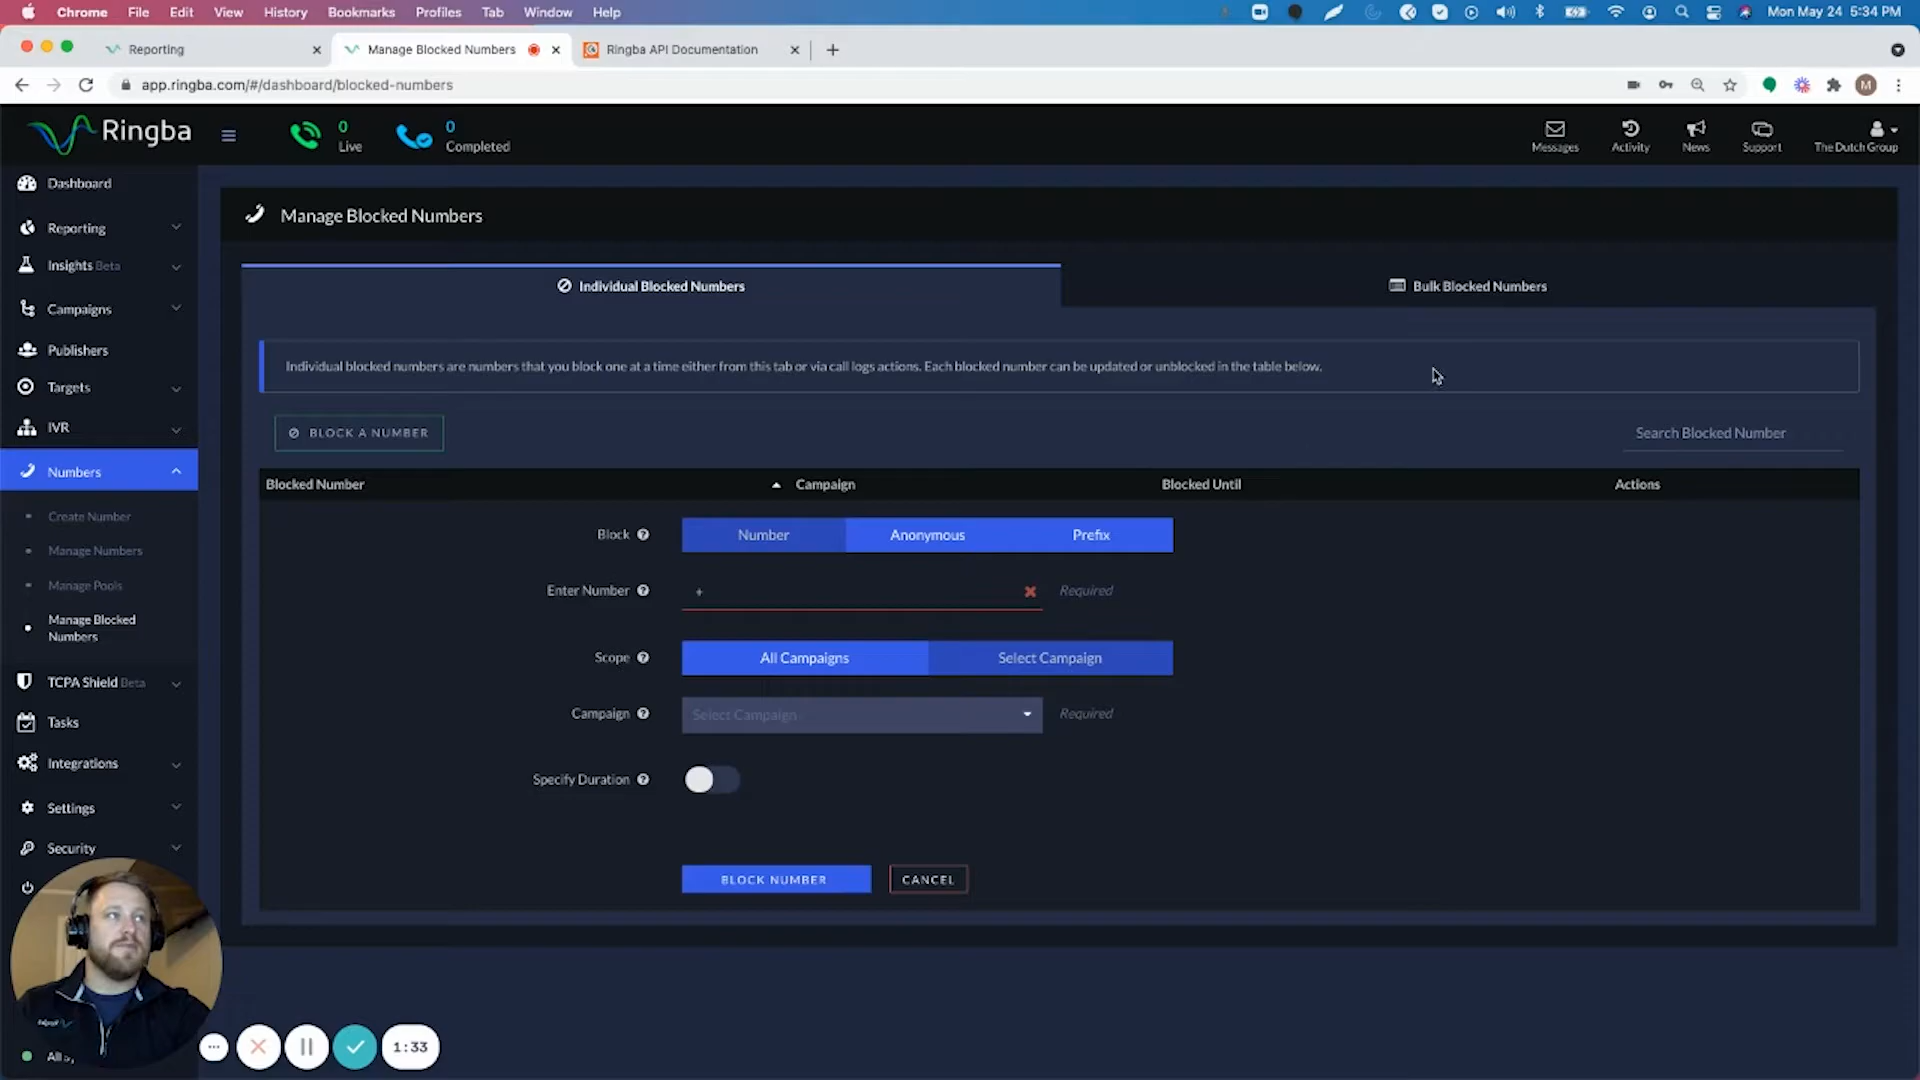 Chrome File Edit View History Bookmarks Profiles Tab Window Help Mon May 24 5:34 PM
Reporting Manage Blocked Numbers Ringba API Documentation
app.ringba.com/#/dashboard/blocked-numbers
M
Ringba 0 Live 0 Completed Messages Activity News Support The Dutch Group
Dashboard
Reporting
Insights Beta
Campaigns
Publishers
Targets
IVR
Numbers
Create Number
Manage Numbers
Manage Pools
Manage Blocked
Numbers
TCPA Shield Beta
Tasks
Integrations
Settings
Security
Manage Blocked Numbers
Individual Blocked Numbers Bulk Blocked Numbers
Individual blocked numbers are numbers that you block one at a time either from this tab or via call logs actions. Each blocked number can be updated or unblocked in the table below.
BLOCK A NUMBER Search Blocked Number
Blocked Number Campaign Blocked Until Actions
Block Number Anonymous Prefix
Enter Number + Required
Scope All Campaigns Select Campaign
Campaign Select Campaign Required
Specify Duration
BLOCK NUMBER CANCEL
1:33